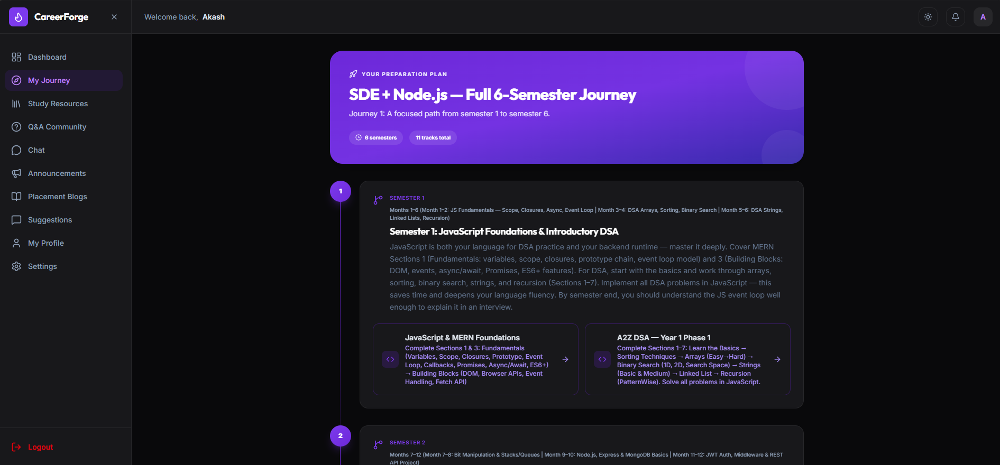 CareerForge
Welcome back, Akash
A
Dashboard
My Journey
Study Resources
Q&A Community
Chat
Announcements
Placement Blogs
Suggestions
My Profile
Settings
Logout
YOUR PREPARATION PLAN
SDE + Node.js — Full 6-Semester Journey
Journey 1: A focused path from semester 1 to semester 6.
6 semesters
11 tracks total
1
SEMESTER 1
Months 1–6 (Month 1–2: JS Fundamentals — Scope, Closures, Async, Event Loop | Month 3–4: DSA Arrays, Sorting, Binary Search | Month 5–6: DSA Strings,
Linked Lists, Recursion)
Semester 1: JavaScript Foundations & Introductory DSA
JavaScript is both your language for DSA practice and your backend runtime — master it deeply. Cover MERN
Sections 1 (Fundamentals: variables, scope, closures, prototype chain, event loop model) and 3 (Building Blocks:
DOM, events, async/await, Promises, ES6+ features). For DSA, start with the basics and work through arrays,
sorting, binary search, strings, and recursion (Sections 1–7). Implement all DSA problems in JavaScript — this
saves time and deepens your language fluency. By semester end, you should understand the JS event loop well
enough to explain it in an interview.
JavaScript & MERN Foundations
Complete Sections 1 & 3: Fundamentals
(Variables, Scope, Closures, Prototype, Event
Loop, Callbacks, Promises, Async/Await, ES6+)
→ Building Blocks (DOM, Browser APIs, Event
Handling, Fetch API)
A2Z DSA — Year 1 Phase 1
Complete Sections 1–7: Learn the Basics →
Sorting Techniques → Arrays (Easy→Hard) →
Binary Search (1D, 2D, Search Space) → Strings
(Basic & Medium) → Linked List → Recursion
(PatternWise). Solve all problems in JavaScript.
2
SEMESTER 2
Months 7–12 (Month 7–8: Bit Manipulation & Stacks/Queues | Month 9–10: Node.js, Express & MongoDB Basics | Month 11–12: JWT Auth, Middleware & REST
API Project)